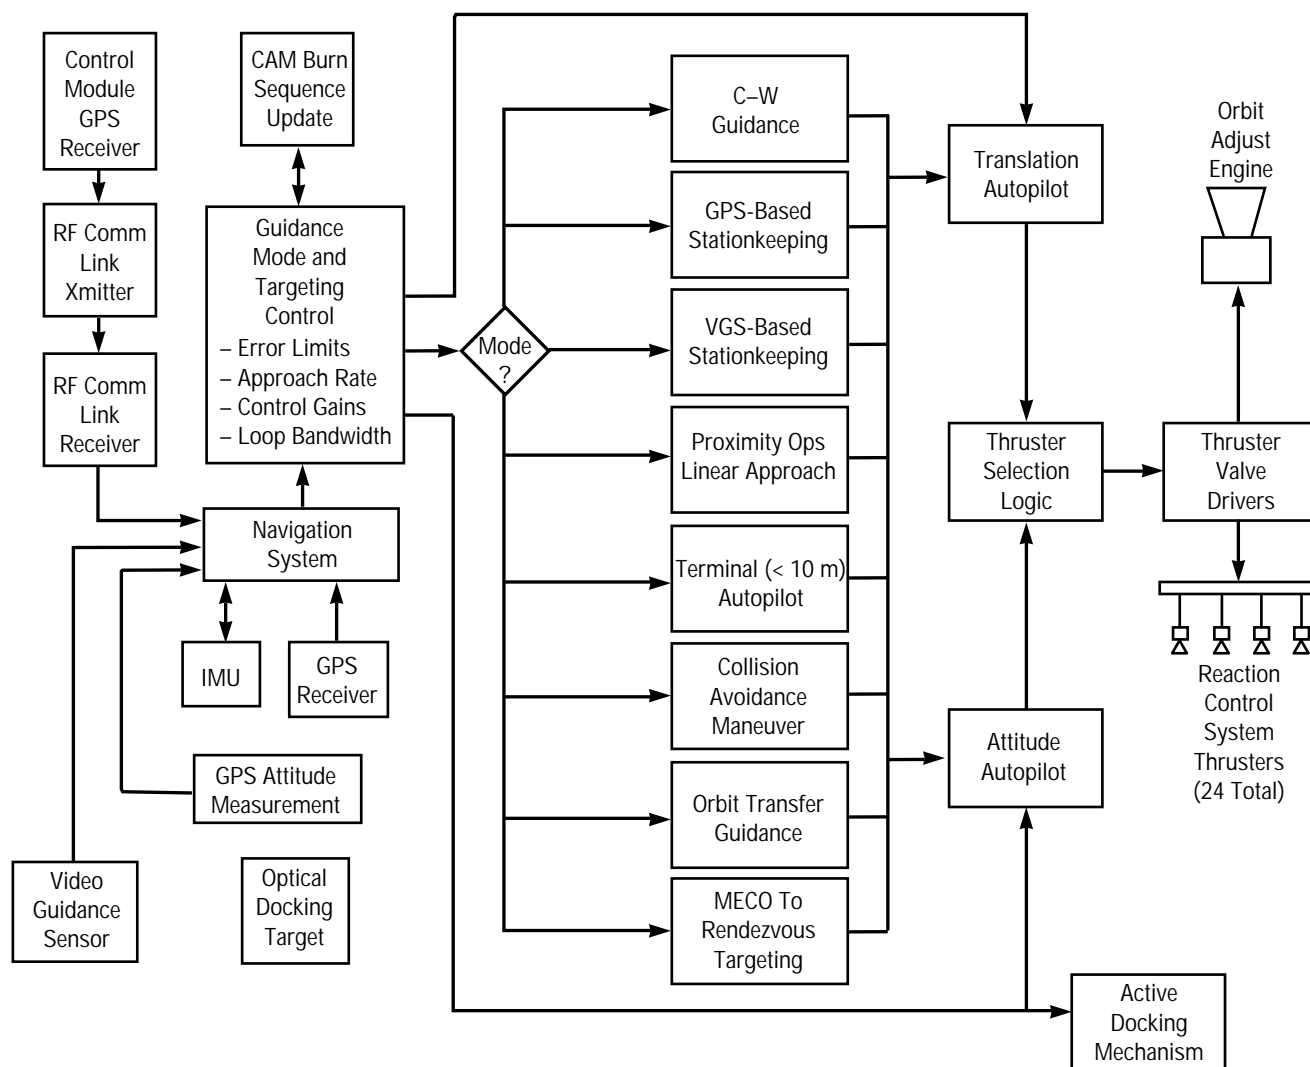 Control
Module
GPS
Receiver
CAM Burn
Sequence
Update
RF Comm
Link
Xmitter
RF Comm
Link
Receiver
Guidance
Mode and
Targeting
Control
– Error Limits
– Approach Rate
– Control Gains
– Loop Bandwidth
Navigation
System
IMU
GPS
Receiver
GPS Attitude
Measurement
Video
Guidance
Sensor
Optical
Docking
Target
Mode
?
C–W
Guidance
GPS-Based
Stationkeeping
VGS-Based
Stationkeeping
Proximity Ops
Linear Approach
Terminal (< 10 m)
Autopilot
Collision
Avoidance
Maneuver
Orbit Transfer
Guidance
MECO To
Rendezvous
Targeting
Translation
Autopilot
Thruster
Selection
Logic
Attitude
Autopilot
Active
Docking
Mechanism
Orbit
Adjust
Engine
Thruster
Valve
Drivers
Reaction
Control
System
Thrusters
(24 Total)